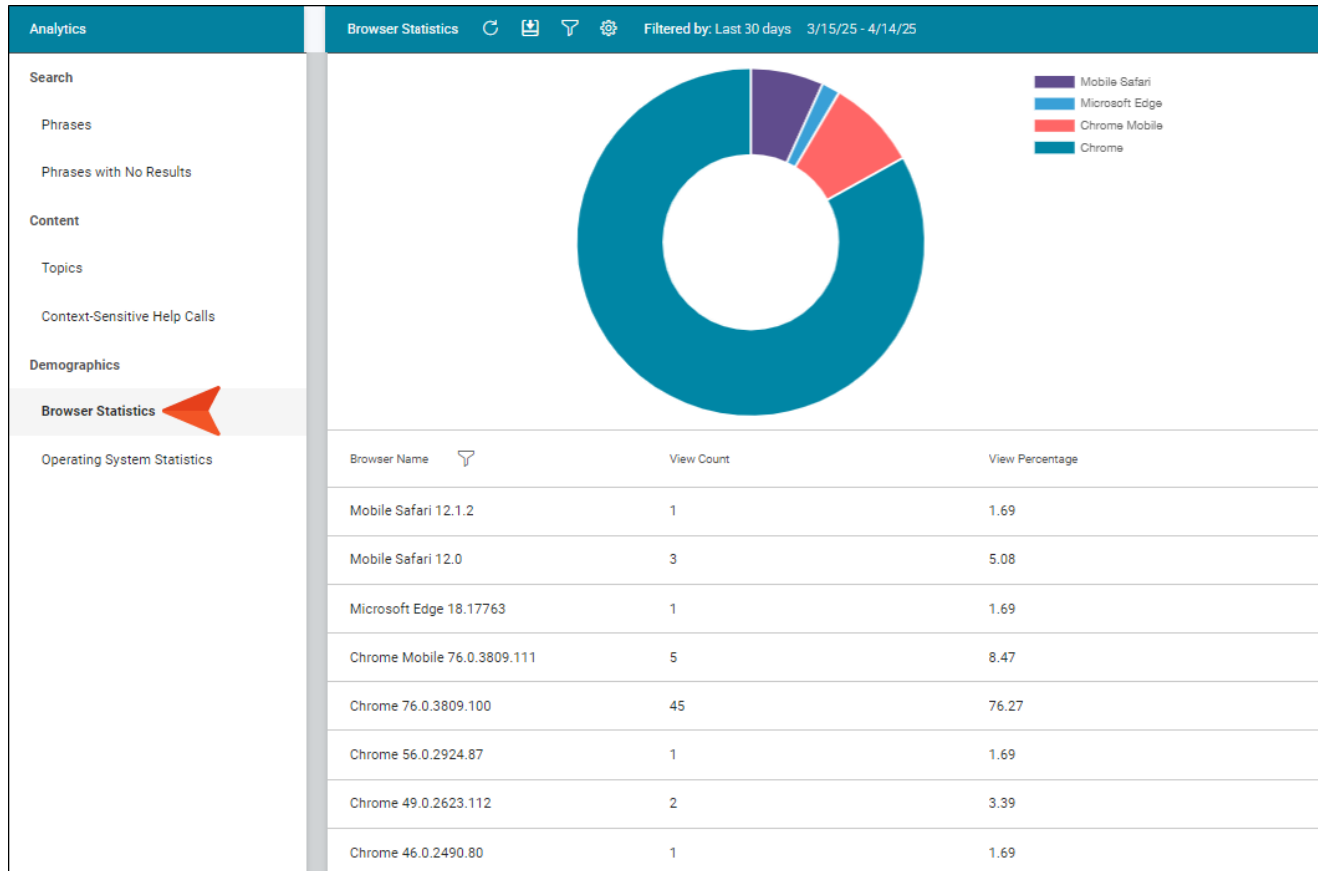 Analytics
Browser Statistics Filtered by: Last 30 days 3/15/25 - 4/14/25
Search
Phrases
Phrases with No Results
Content
Topics
Context-Sensitive Help Calls
Demographics
Browser Statistics
Operating System Statistics
Mobile Safari
Microsoft Edge
Chrome Mobile
Chrome
Browser Name View Count View Percentage
Mobile Safari 12.1.2 1 1.69
Mobile Safari 12.0 3 5.08
Microsoft Edge 18.17763 1 1.69
Chrome Mobile 76.0.3809.111 5 8.47
Chrome 76.0.3809.100 45 76.27
Chrome 56.0.2924.87 1 1.69
Chrome 49.0.2623.112 2 3.39
Chrome 46.0.2490.80 1 1.69